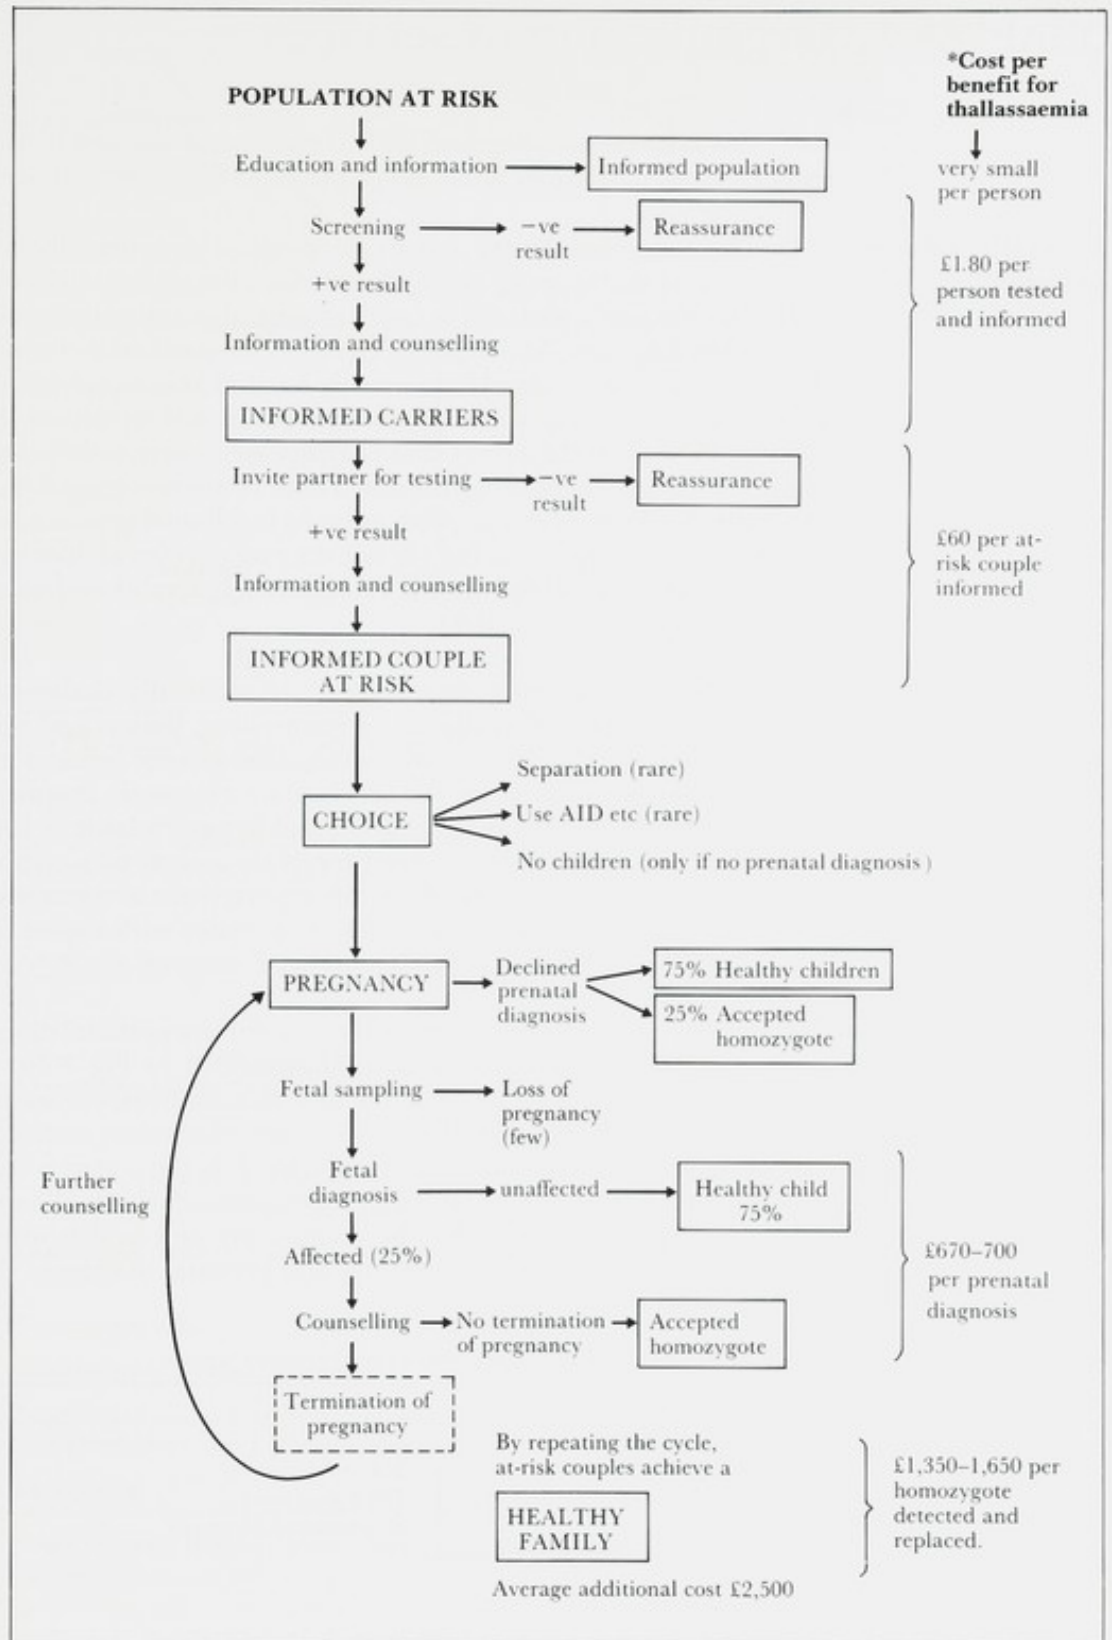 *Cost per
benefit for
thallassaemia
POPULATION AT RISK
Education and information
Informed population
very small
per person
Screening
−ve
result
Reassurance
+ve result
£1.80 per
person tested
and informed
Information and counselling
INFORMED CARRIERS
Invite partner for testing
−ve
result
Reassurance
+ve result
£60 per at-
risk couple
informed
Information and counselling
INFORMED COUPLE
AT RISK
Separation (rare)
CHOICE
Use AID etc (rare)
No children (only if no prenatal diagnosis)
PREGNANCY
Declined
prenatal
diagnosis
75% Healthy children
25% Accepted
homozygote
Fetal sampling
Loss of
pregnancy
(few)
Further
counselling
Fetal
diagnosis
unaffected
Healthy child
75%
Affected (25%)
£670–700
per prenatal
diagnosis
Counselling
No termination
of pregnancy
Accepted
homozygote
Termination of
pregnancy
By repeating the cycle,
at-risk couples achieve a
HEALTHY
FAMILY
£1,350–1,650 per
homozygote
detected and
replaced.
Average additional cost £2,500